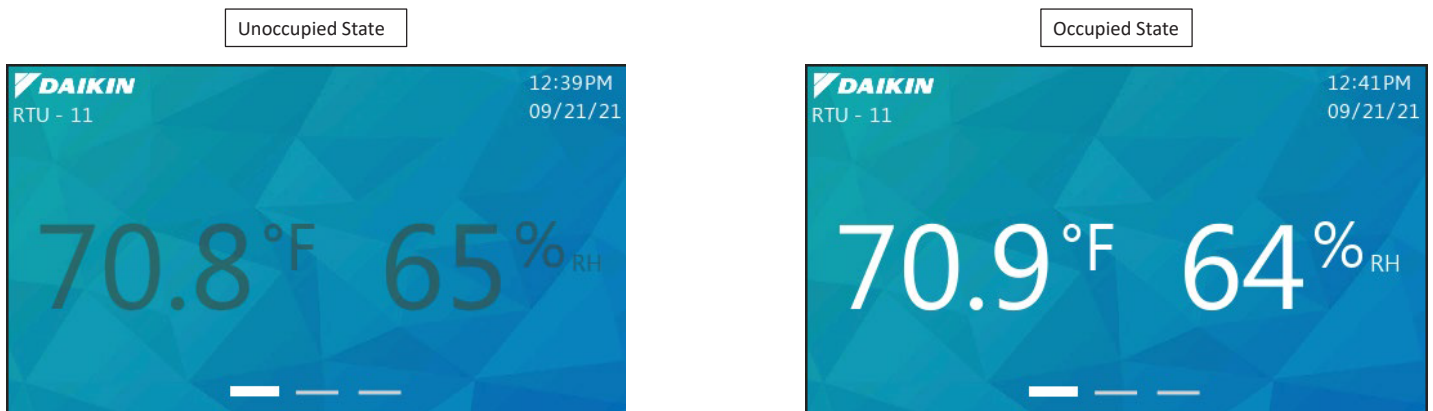 Unoccupied State
DAIKIN
12:39PM
RTU - 11
09/21/21
70.8°F 65% RH
Occupied State
DAIKIN
12:41PM
RTU - 11
09/21/21
70.9°F 64% RH